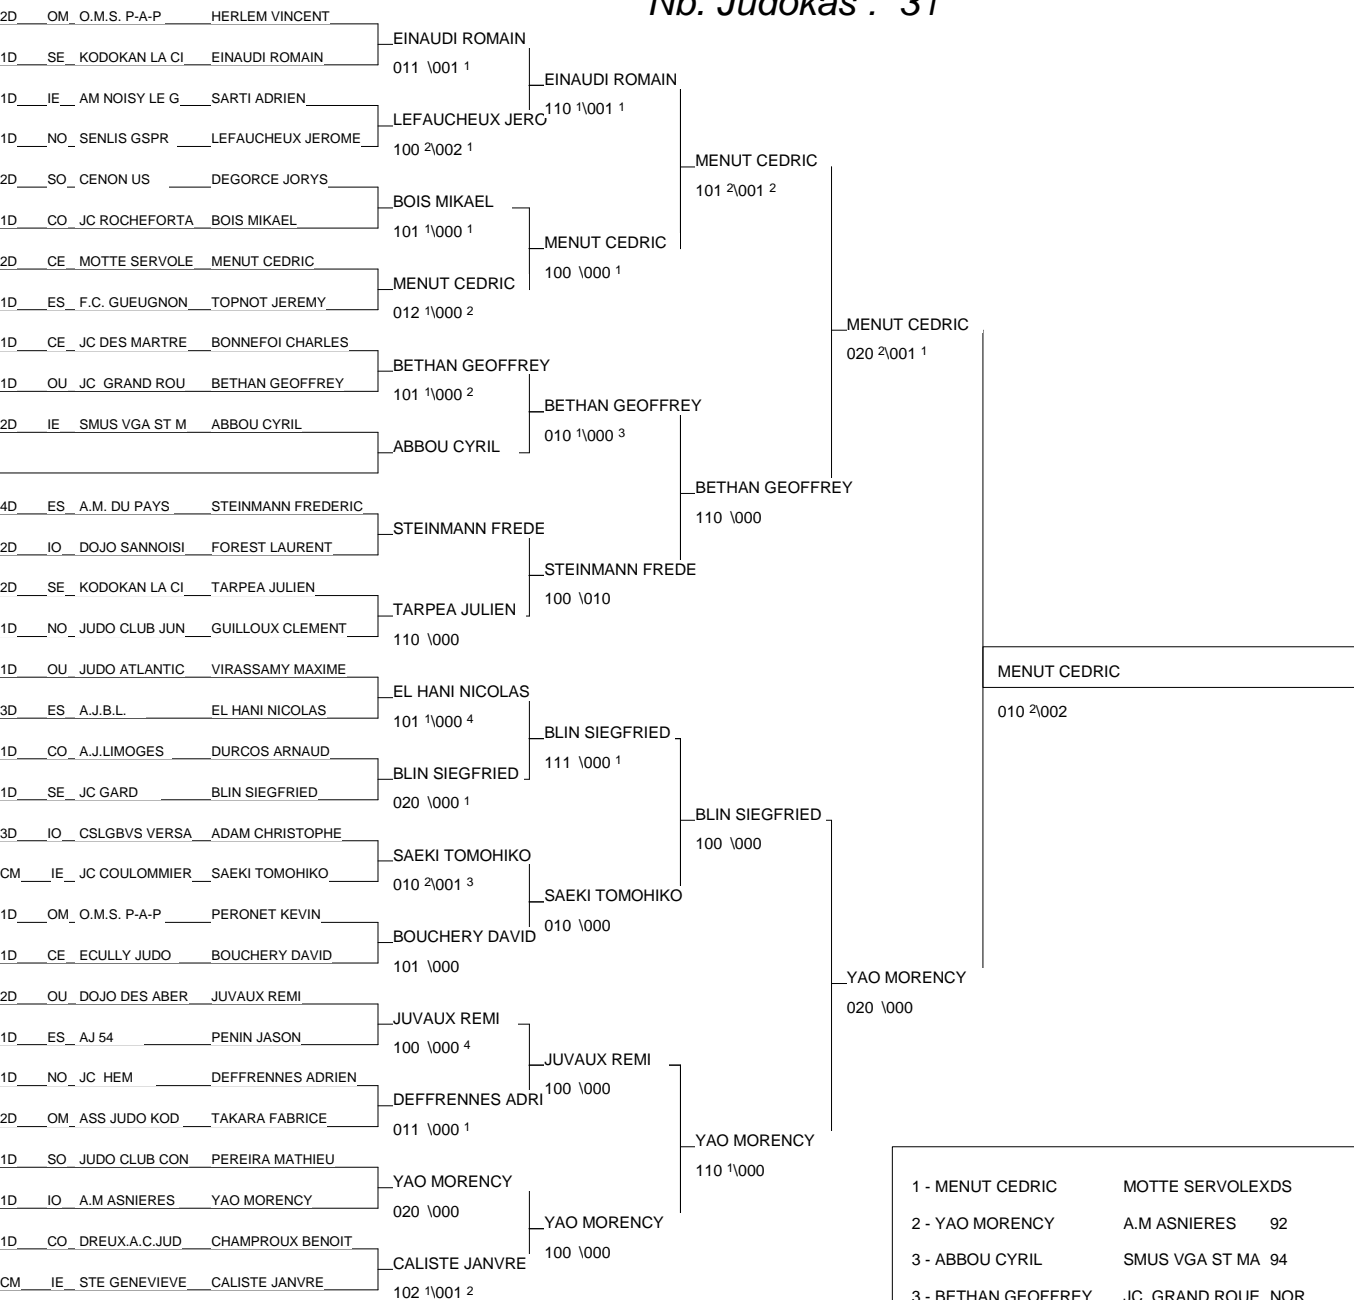 Nb. Judokas : 31
2D OM O.M.S. P-A-P HERLEM VINCENT
1D SE KODOKAN LA CI EINAUDI ROMAIN
1D IE AM NOISY LE G SARTI ADRIEN
1D NO SENLIS GSPR LEFAUCHEUX JEROME
2D SO CENON US DEGORCE JORYS
1D CO JC ROCHEFORTA BOIS MIKAEL
2D CE MOTTE SERVOLE MENUT CEDRIC
1D ES F.C. GUEUGNON TOPNOT JEREMY
1D CE JC DES MARTRE BONNEFOI CHARLES
1D OU JC GRAND ROU BETHAN GEOFFREY
2D IE SMUS VGA ST M ABBOU CYRIL
4D ES A.M. DU PAYS STEINMANN FREDERIC
2D IO DOJO SANNOISI FOREST LAURENT
2D SE KODOKAN LA CI TARPEA JULIEN
1D NO JUDO CLUB JUN GUILLOUX CLEMENT
1D OU JUDO ATLANTIC VIRASSAMY MAXIME
3D ES A.J.B.L. EL HANI NICOLAS
1D CO A.J.LIMOGES DURCOS ARNAUD
1D SE JC GARD BLIN SIEGFRIED
3D IO CSLGBVS VERSA ADAM CHRISTOPHE
CM IE JC COULOMMIER SAEKI TOMOHIKO
1D OM O.M.S. P-A-P PERONET KEVIN
1D CE ECULLY JUDO BOUCHERY DAVID
2D OU DOJO DES ABER JUVAUX REMI
1D ES AJ 54 PENIN JASON
1D NO JC HEM DEFFRENNES ADRIEN
2D OM ASS JUDO KOD TAKARA FABRICE
1D SO JUDO CLUB CON PEREIRA MATHIEU
1D IO A.M ASNIERES YAO MORENCY
1D CO DREUX.A.C.JUD CHAMPROUX BENOIT
CM IE STE GENEVIEVE CALISTE JANVRE
EINAUDI ROMAIN
011 \001 1
LEFAUCHEUX JERO
100 2\002 1
BOIS MIKAEL
101 1\000 1
MENUT CEDRIC
012 1\000 2
BETHAN GEOFFREY
101 1\000 2
ABBOU CYRIL
STEINMANN FREDE
TARPEA JULIEN
110 \000
EL HANI NICOLAS
101 1\000 4
BLIN SIEGFRIED
020 \000 1
SAEKI TOMOHIKO
010 2\001 3
BOUCHERY DAVID
101 \000
JUVAUX REMI
100 \000 4
DEFFRENNES ADRI
011 \000 1
YAO MORENCY
020 \000
CALISTE JANVRE
102 1\001 2
EINAUDI ROMAIN
110 1\001 1
MENUT CEDRIC
100 \000 1
BETHAN GEOFFREY
010 1\000 3
STEINMANN FREDE
100 \010
BLIN SIEGFRIED
111 \000 1
SAEKI TOMOHIKO
010 \000
JUVAUX REMI
100 \000
YAO MORENCY
100 \000
MENUT CEDRIC
101 2\001 2
BETHAN GEOFFREY
110 \000
BLIN SIEGFRIED
100 \000
YAO MORENCY
110 1\000
MENUT CEDRIC
020 2\001 1
YAO MORENCY
020 \000
MENUT CEDRIC
010 2\002
1 - MENUT CEDRIC MOTTE SERVOLEXDS
2 - YAO MORENCY A.M ASNIERES 92
3 - ABBOU CYRIL SMUS VGA ST MA 94
3 - BETHAN GEOFFREY JC GRAND ROUE NOR